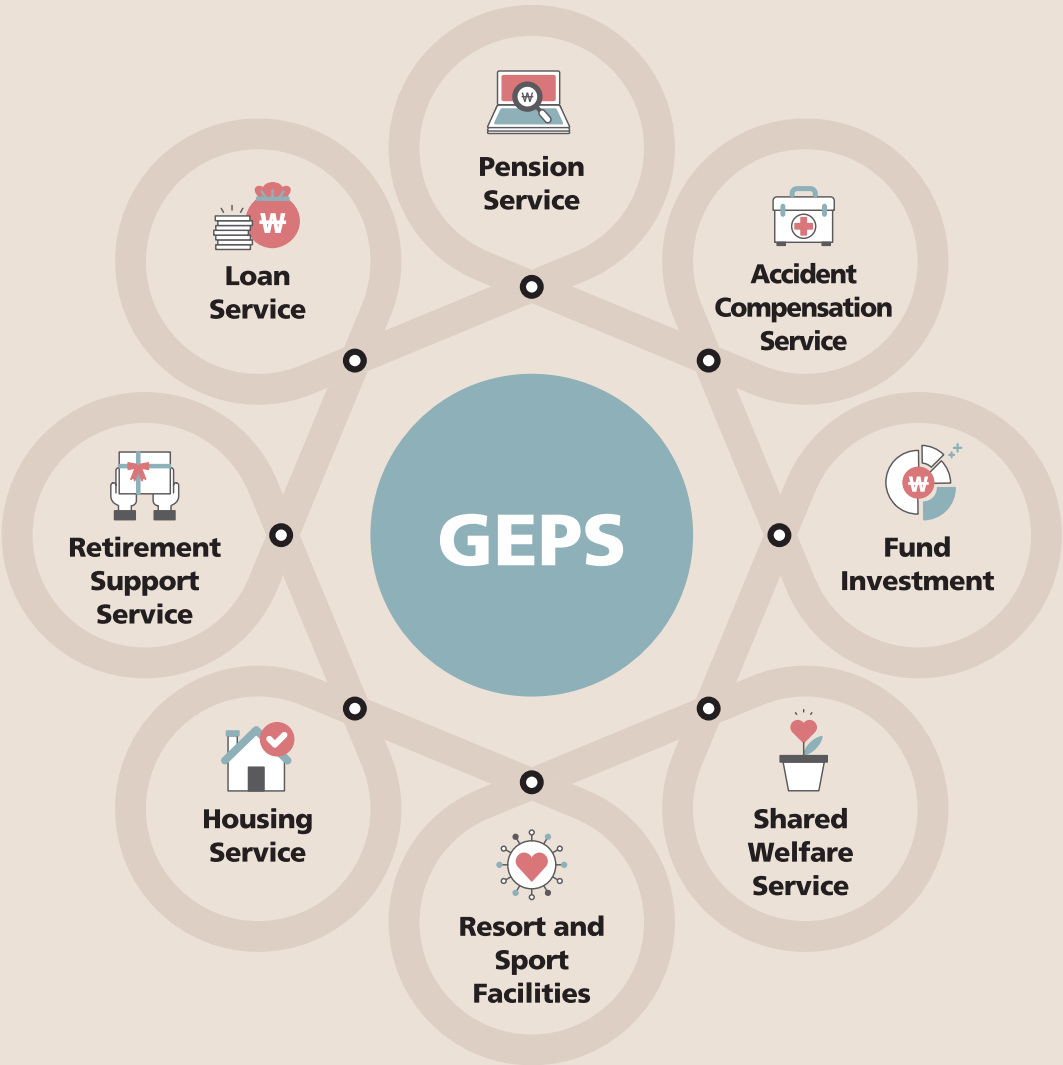 Pension
Service
Accident
Compensation
Service
Fund
Investment
Shared
Welfare
Service
Resort and
Sport
Facilities
Housing
Service
Retirement
Support
Service
Loan
Service
GEPS